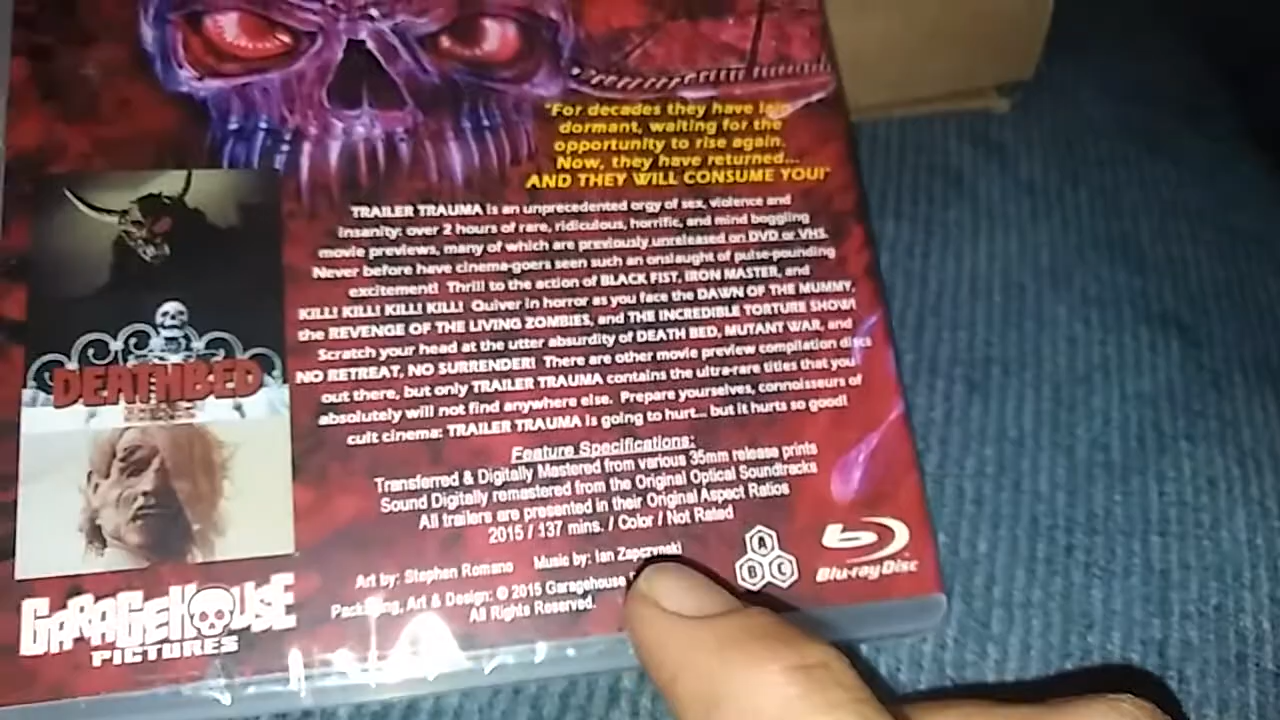 "For decades they have lain
dormant, waiting for the
opportunity to rise again.
Now, they have returned...
AND THEY WILL CONSUME YOU!"
TRAILER TRAUMA is an unprecedented orgy of sex, violence and
insanity: over 2 hours of rare, ridiculous, horrific, and mind boggling
movie previews, many of which are previously unreleased on DVD or VHS.
Never before have cinema-goers seen such an onslaught of pulse-pounding
excitement! Thrill to the action of BLACK FIST, IRON MASTER, and
KILL! KILL! KILL! KILL! Quiver in horror as you face the DAWN OF THE MUMMY,
the REVENGE OF THE LIVING ZOMBIES, and THE INCREDIBLE TORTURE SHOW!
Scratch your head at the utter absurdity of DEATH BED, MUTANT WAR, and
NO RETREAT, NO SURRENDER! There are other movie preview compilation discs
out there, but only TRAILER TRAUMA contains the ultra-rare titles that you
absolutely will not find anywhere else. Prepare yourselves, connoisseurs of
cult cinema: TRAILER TRAUMA is going to hurt... but it hurts so good!
DEATHBED
Feature Specifications:
Transferred & Digitally Mastered from various 35mm release prints
Sound Digitally remastered from the Original Optical Soundtracks
All trailers are presented in their Original Aspect Ratios
2015 / 137 mins. / Color / Not Rated
Art by: Stephen Romano Music by: Ian Zapczynski
Packaging, Art & Design: © 2015 Garagehouse
All Rights Reserved.
GARAGEHOUSE
PICTURES
A
B C
Blu-ray Disc